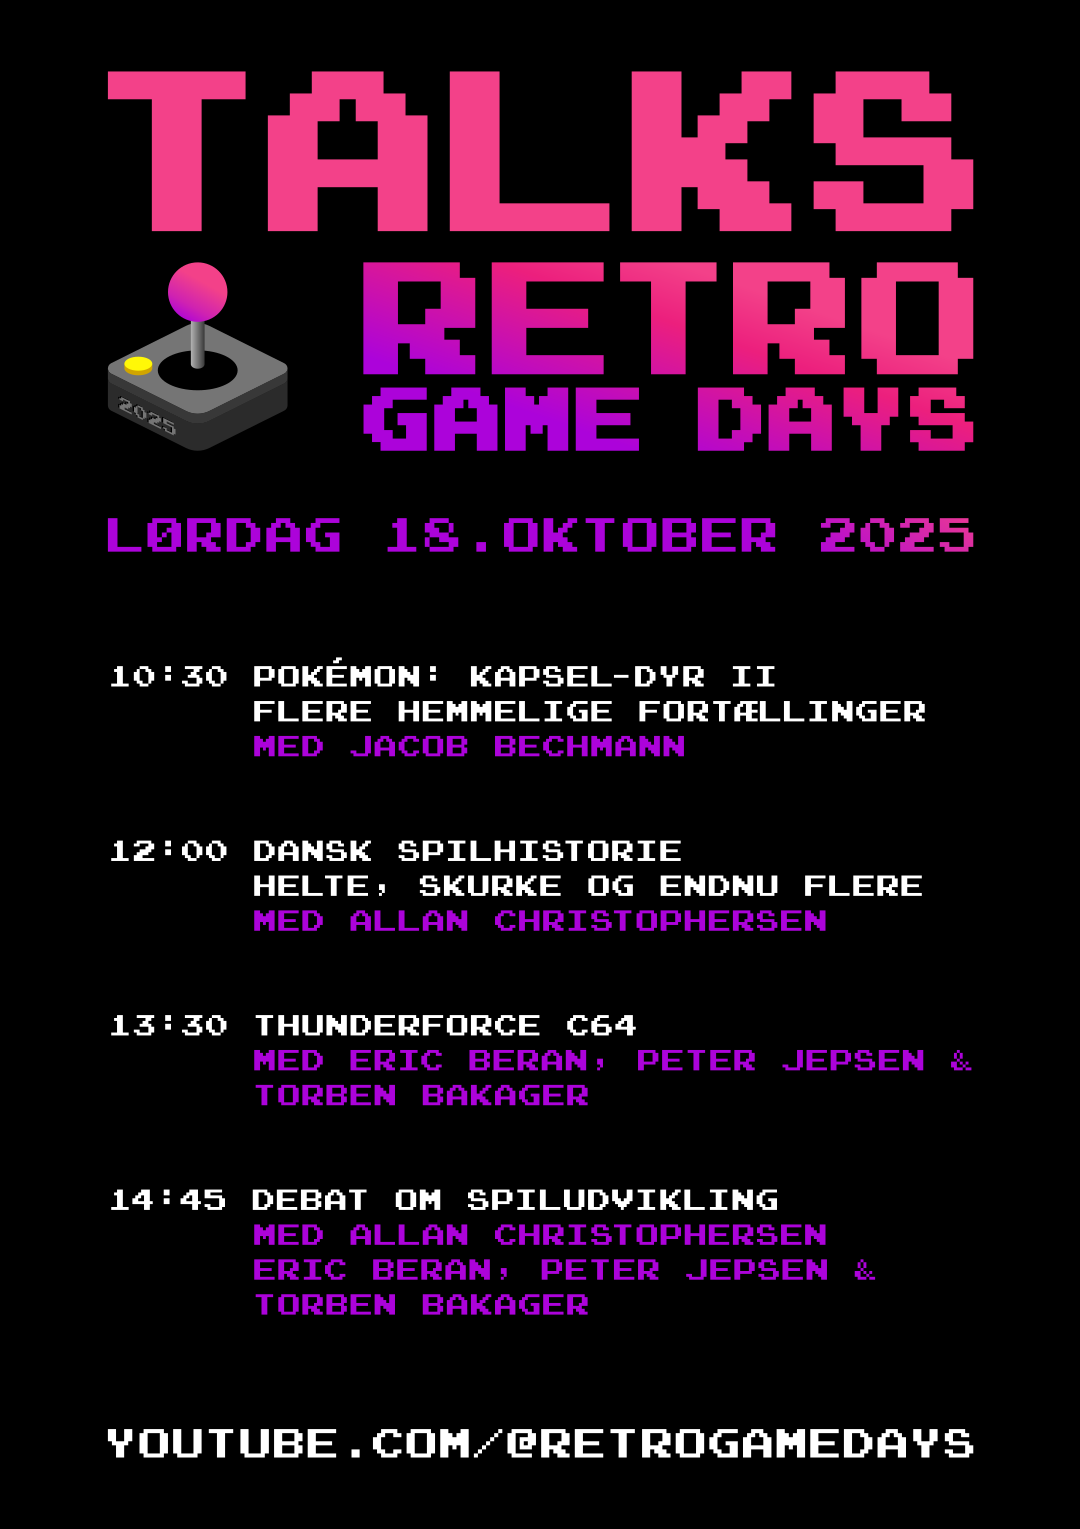 TALKS
RETRO
GAME DAYS
2025
LØRDAG 18.OKTOBER 2025
10:30 POKÉMON: KAPSEL-DYR II
FLERE HEMMELIGE FORTÆLLINGER
MED JACOB BECHMANN
12:00 DANSK SPILHISTORIE
HELTE, SKURKE OG ENDNU FLERE
MED ALLAN CHRISTOPHERSEN
13:30 THUNDERFORCE C64
MED ERIC BERAN, PETER JEPSEN &
TORBEN BAKAGER
14:45 DEBAT OM SPILUDVIKLING
MED ALLAN CHRISTOPHERSEN
ERIC BERAN, PETER JEPSEN &
TORBEN BAKAGER
YOUTUBE.COM/@RETROGAMEDAYS